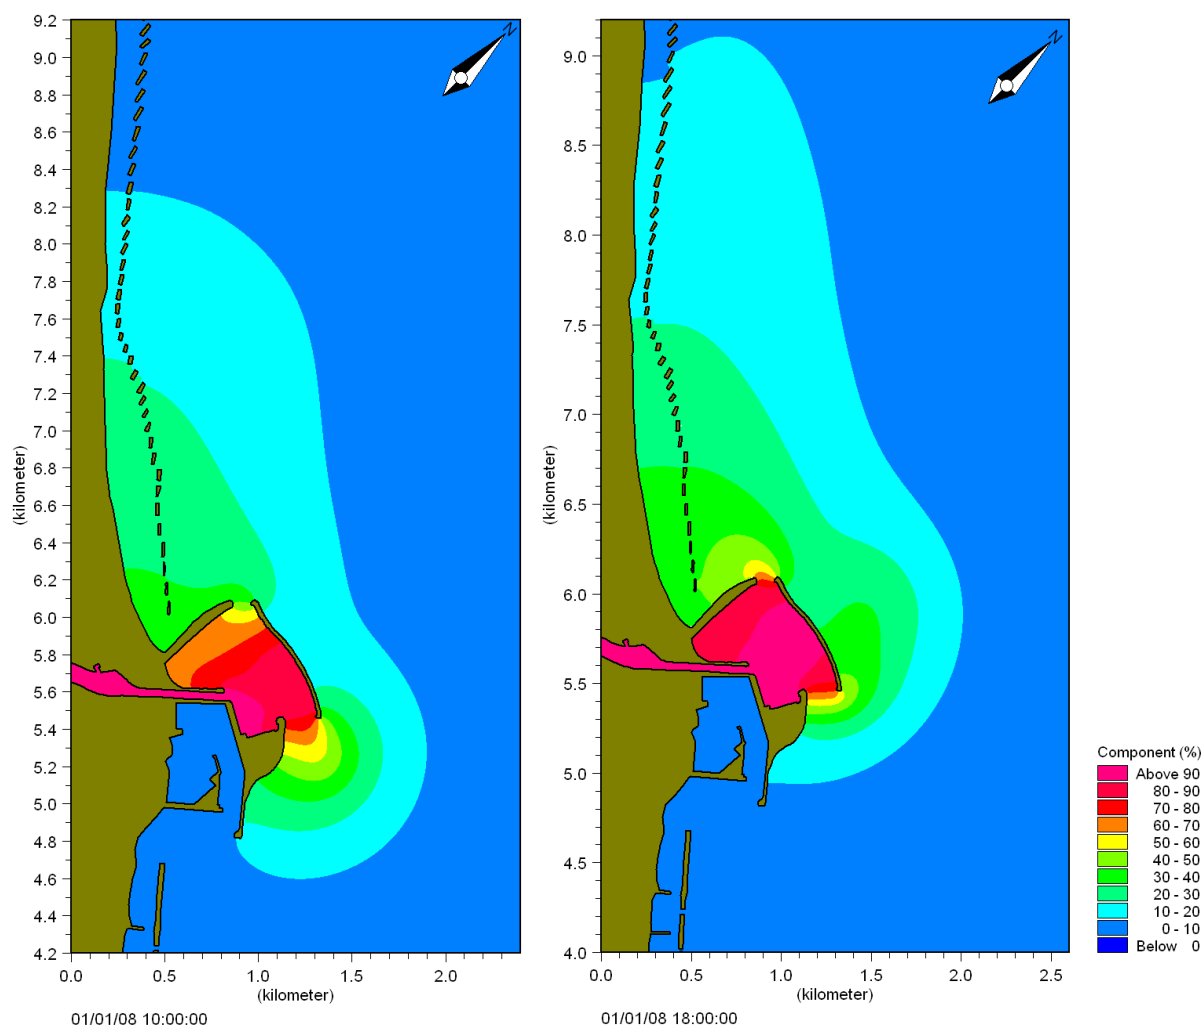 9.2
9.0
8.8
8.6
8.4
8.2
8.0
7.8
7.6
7.4
7.2
7.0
6.8
6.6
6.4
6.2
6.0
5.8
5.6
5.4
5.2
5.0
4.8
4.6
4.4
4.2
(kilometer)
0.0 0.5 1.0 1.5 2.0
(kilometer)
01/01/08 10:00:00
N
9.0
8.5
8.0
7.5
7.0
6.5
6.0
5.5
5.0
4.5
4.0
(kilometer)
0.0 0.5 1.0 1.5 2.0 2.5
(kilometer)
01/01/08 18:00:00
N
Component (%)
Above 90
80 - 90
70 - 80
60 - 70
50 - 60
40 - 50
30 - 40
20 - 30
10 - 20
0 - 10
Below 0